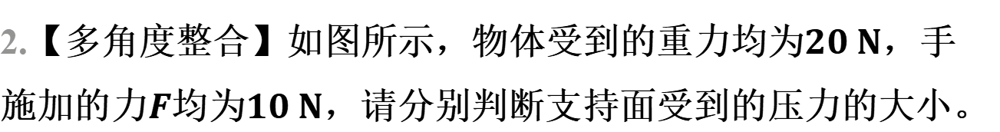 2.【多角度整合】如图所示，物体受到的重力均为20 N，手
施加的力F均为10 N，请分别判断支持面受到的压力的大小。